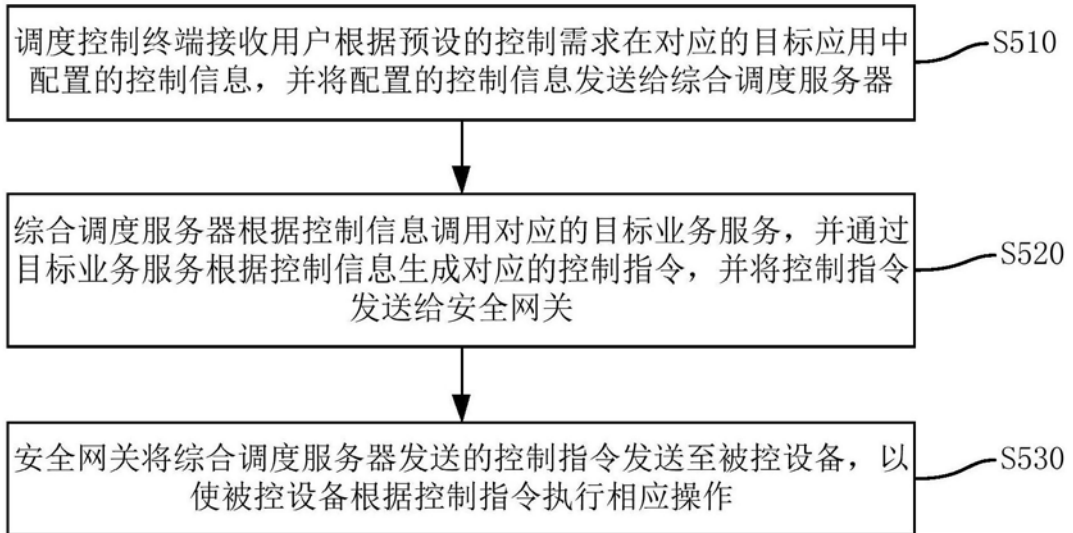 调度控制终端接收用户根据预设的控制需求在对应的目标应用中
配置的控制信息，并将配置的控制信息发送给综合调度服务器
S510
综合调度服务器根据控制信息调用对应的目标业务服务，并通过
目标业务服务根据控制信息生成对应的控制指令，并将控制指令
发送给安全网关
S520
安全网关将综合调度服务器发送的控制指令发送至被控设备，以
使被控设备根据控制指令执行相应操作
S530